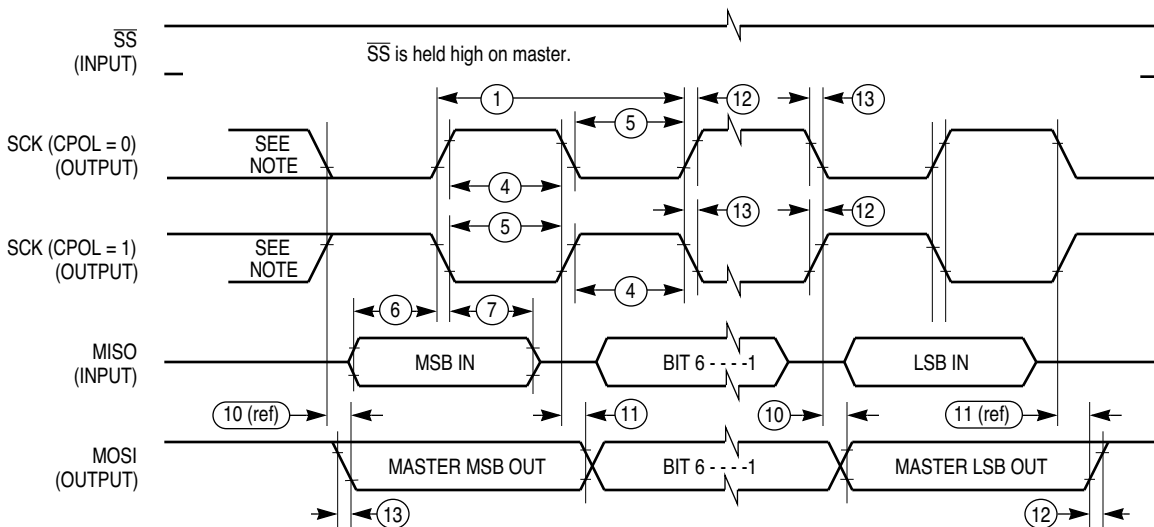 SS
(INPUT)
SS is held high on master.
1
12
13
5
SCK (CPOL = 0)
(OUTPUT)
SEE
NOTE
4
13
12
5
SCK (CPOL = 1)
(OUTPUT)
SEE
NOTE
4
6
7
MISO
(INPUT)
MSB IN
BIT 6 - - - -1
LSB IN
10 (ref)
11
10
11 (ref)
MOSI
(OUTPUT)
MASTER MSB OUT
BIT 6 - - - -1
MASTER LSB OUT
13
12